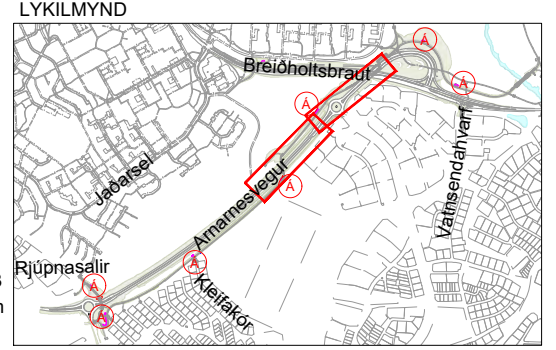 LYKILMYND
Breiðholtsbraut
Á
Á
Á
Vatnsendahvarf
Jaðarsel
Á
Arnarnesvegur
Rjúpnasalir
Á
Kleifakór
Á
s
Á
n